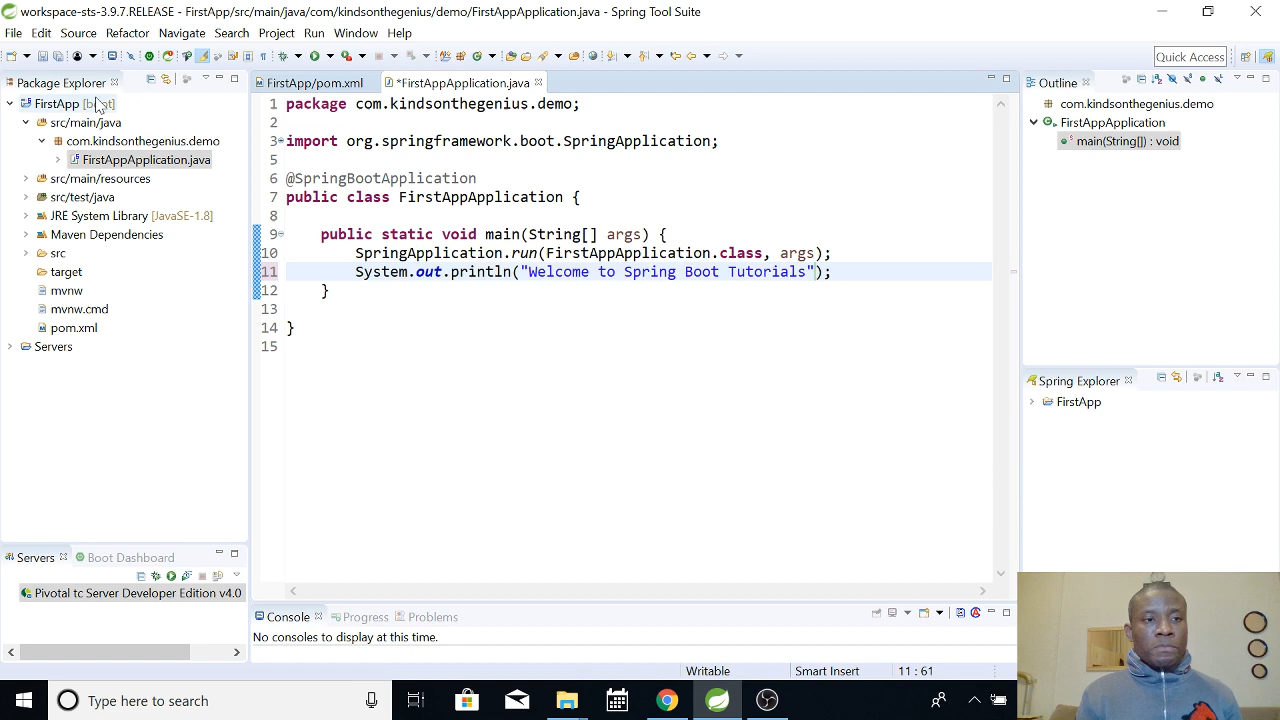 workspace-sts-3.9.7.RELEASE - FirstApp/src/main/java/com/kindsonthegenius/demo/FirstAppApplication.java - Spring Tool Suite
File Edit Source Refactor Navigate Search Project Run Window Help
Quick Access
Package Explorer
FirstApp [boot]
src/main/java
com.kindsonthegenius.demo
FirstAppApplication.java
src/main/resources
src/test/java
JRE System Library [JavaSE-1.8]
Maven Dependencies
src
target
mvnw
mvnw.cmd
pom.xml
Servers
FirstApp/pom.xml *FirstAppApplication.java
1 package com.kindsonthegenius.demo;
2
3 import org.springframework.boot.SpringApplication;
5
6 @SpringBootApplication
7 public class FirstAppApplication {
8
9 public static void main(String[] args) {
10 SpringApplication.run(FirstAppApplication.class, args);
11 System.out.println("Welcome to Spring Boot Tutorials");
12 }
13
14 }
15
Outline
com.kindsonthegenius.demo
FirstAppApplication
main(String[]) : void
Spring Explorer
FirstApp
Servers Boot Dashboard
Pivotal tc Server Developer Edition v4.0
Console Progress Problems
No consoles to display at this time.
Writable Smart Insert 11 : 61
Type here to search